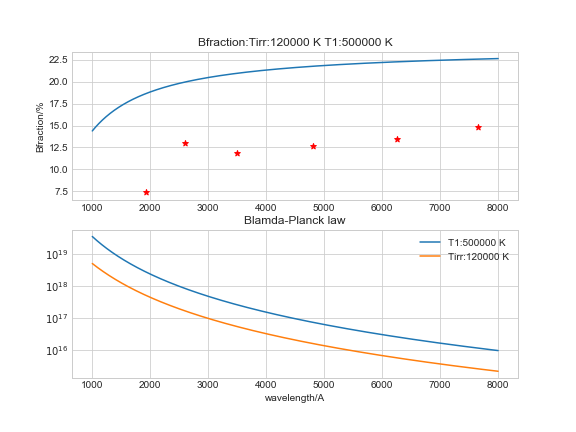 Bfraction:Tirr:120000 K T1:500000 K
Bfraction/%
22.5
20.0
17.5
15.0
12.5
10.0
7.5
1000 2000 3000 4000 5000 6000 7000 8000
Blamda-Planck law
T1:500000 K
Tirr:120000 K
10^19
10^18
10^17
10^16
1000 2000 3000 4000 5000 6000 7000 8000
wavelength/A